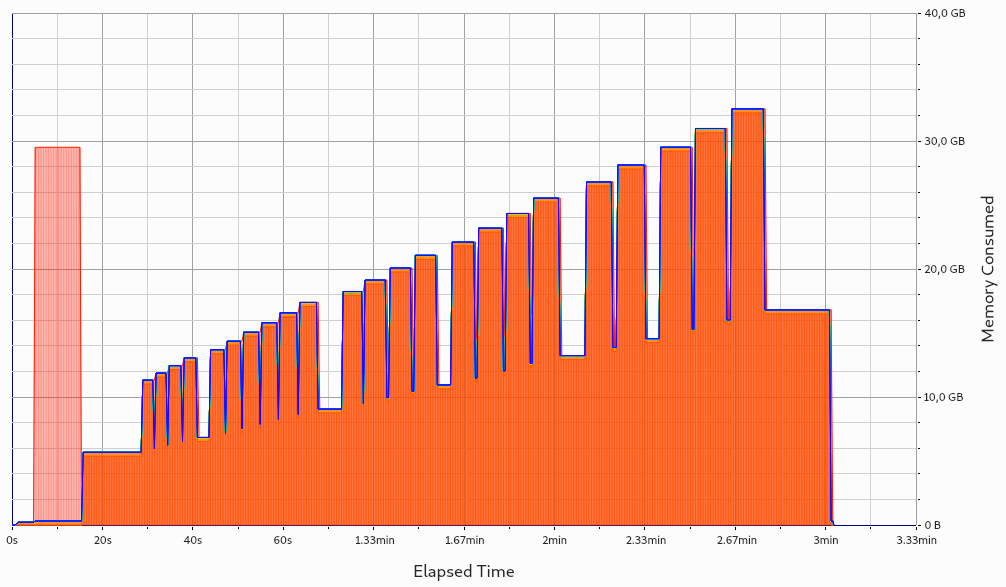 40,0 GB
30,0 GB
20,0 GB
10,0 GB
0 B
Memory Consumed
0s 20s 40s 60s 1.33min 1.67min 2min 2.33min 2.67min 3min 3.33min
Elapsed Time